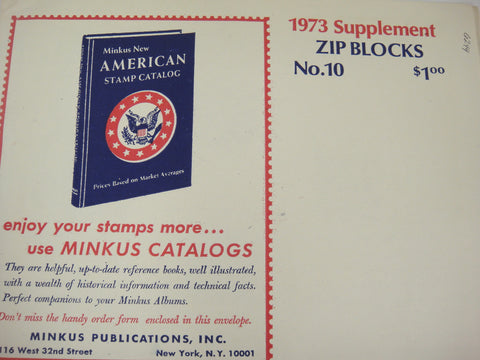 Minkus New
AMERICAN
STAMP CATALOG
Prices Based on Market Averages
enjoy your stamps more...
use MINKUS CATALOGS
They are helpful, up-to-date reference books, well illustrated,
with a wealth of historical information and technical facts.
Perfect companions to your Minkus Albums.
Don't miss the handy order form enclosed in this envelope.
MINKUS PUBLICATIONS, INC.
116 West 32nd Street New York, N.Y. 10001
1973 Supplement
ZIP BLOCKS
No.10 $1.00